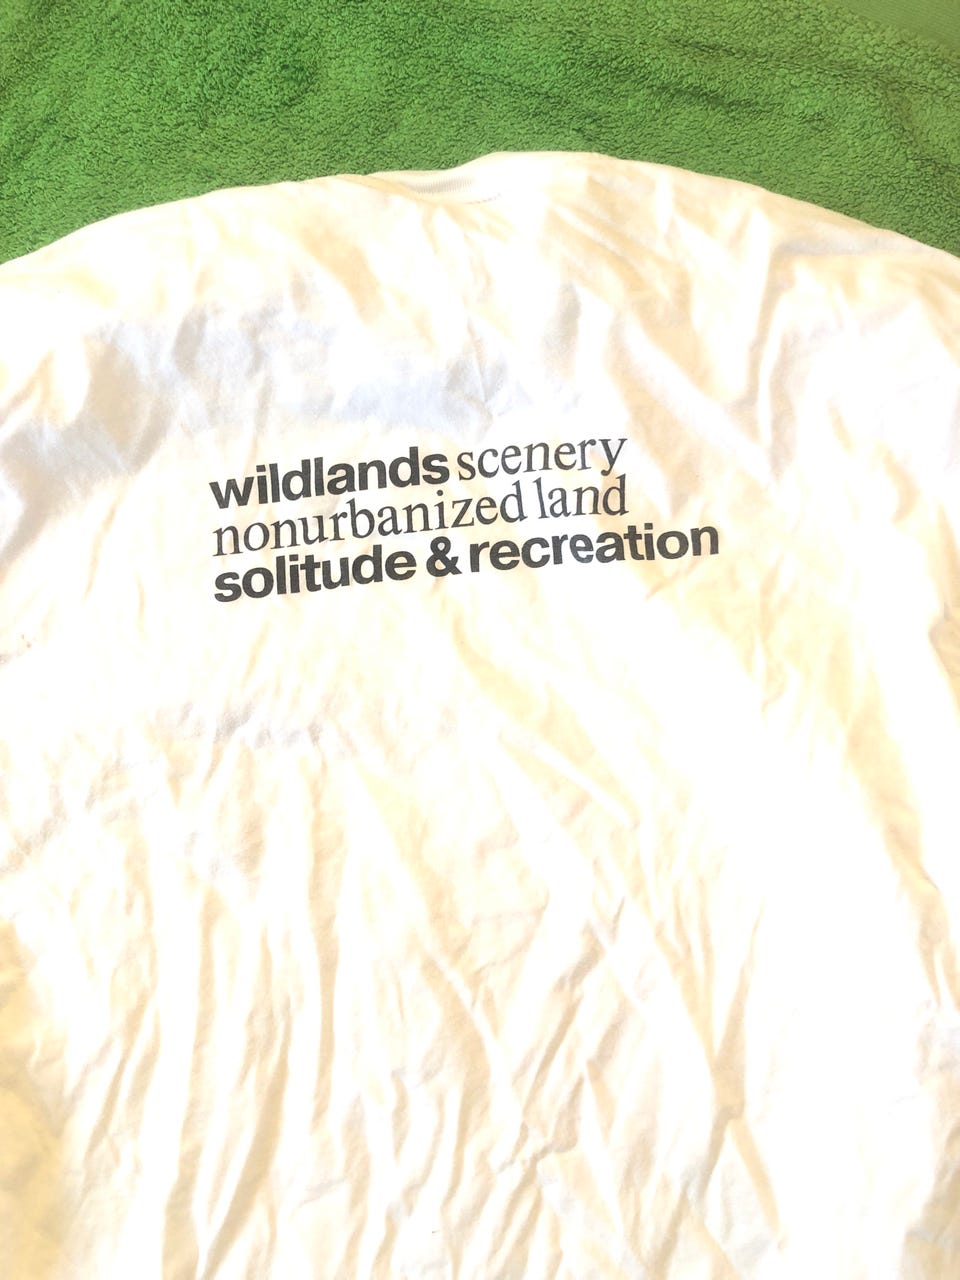 wildlands scenery
nonurbanized land
solitude & recreation